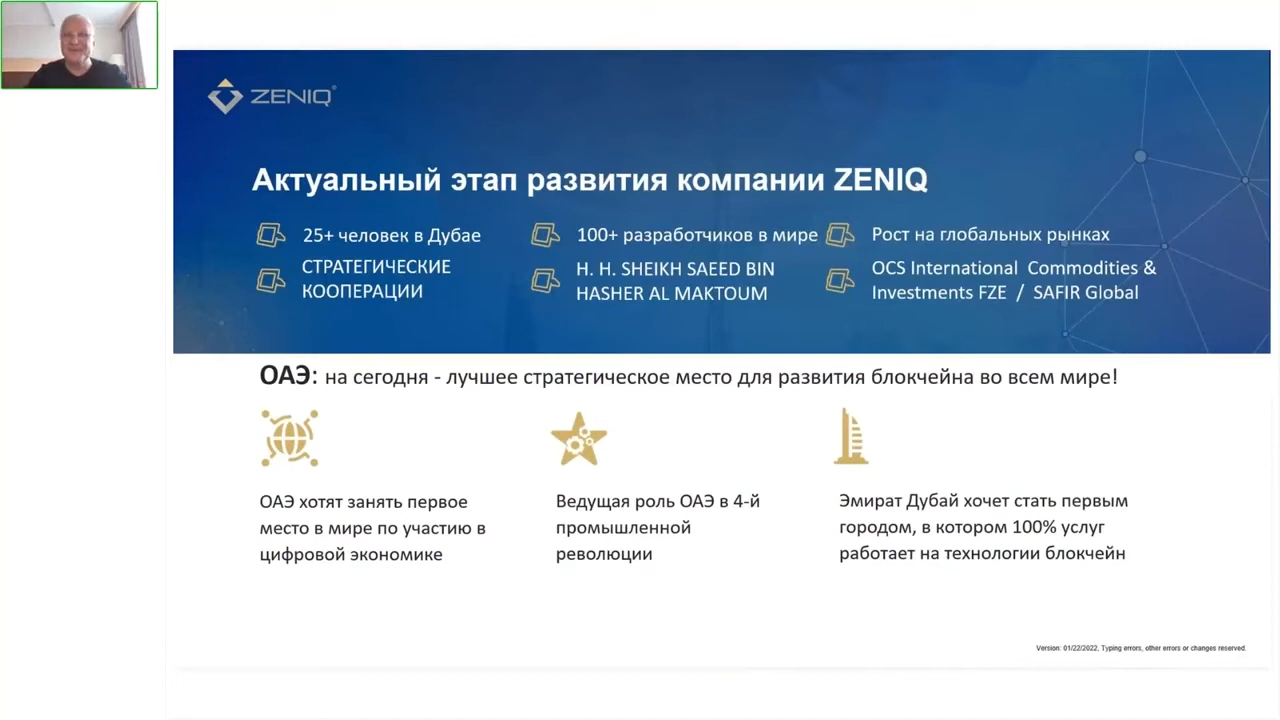 ZENIQ®
Актуальный этап развития компании ZENIQ
25+ человек в Дубае
100+ разработчиков в мире
Рост на глобальных рынках
СТРАТЕГИЧЕСКИЕ
КООПЕРАЦИИ
H. H. SHEIKH SAEED BIN
HASHER AL MAKTOUM
OCS International Commodities &
Investments FZE / SAFIR Global
ОАЭ: на сегодня - лучшее стратегическое место для развития блокчейна во всем мире!
ОАЭ хотят занять первое
место в мире по участию в
цифровой экономике
Ведущая роль ОАЭ в 4-й
промышленной
революции
Эмират Дубай хочет стать первым
городом, в котором 100% услуг
работает на технологии блокчейн
Version: 01/22/2022, Typing errors, other errors or changes reserved.